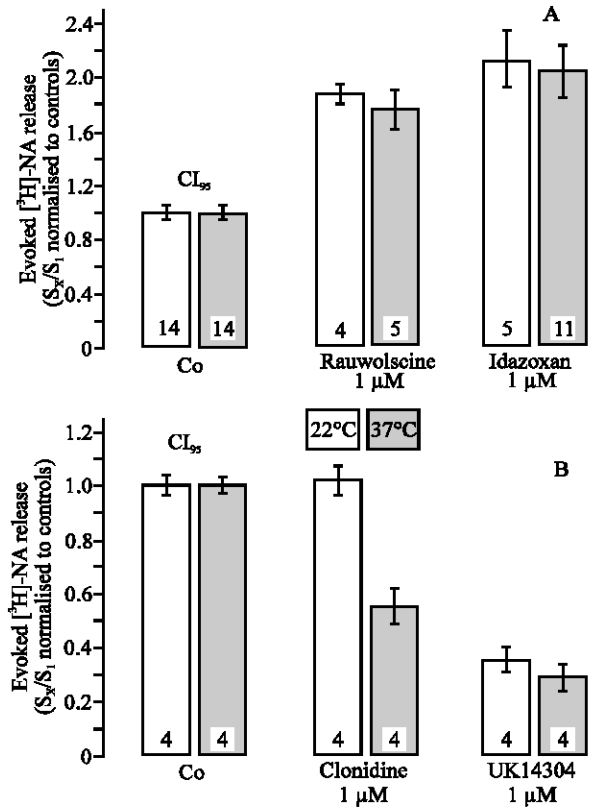 A
Evoked [³H]-NA release
(Sₓ/S₁ normalised to controls)
2.4
2.0
1.6
1.2
0.8
0.4
0
CI₉₅
14
14
4
5
5
11
Co
Rauwolscine
1 µM
Idazoxan
1 µM
22°C
37°C
B
Evoked [³H]-NA release
(Sₓ/S₁ normalised to controls)
1.2
1.0
0.8
0.6
0.4
0.2
0
CI₉₅
4
4
4
4
4
4
Co
Clonidine
1 µM
UK14304
1 µM